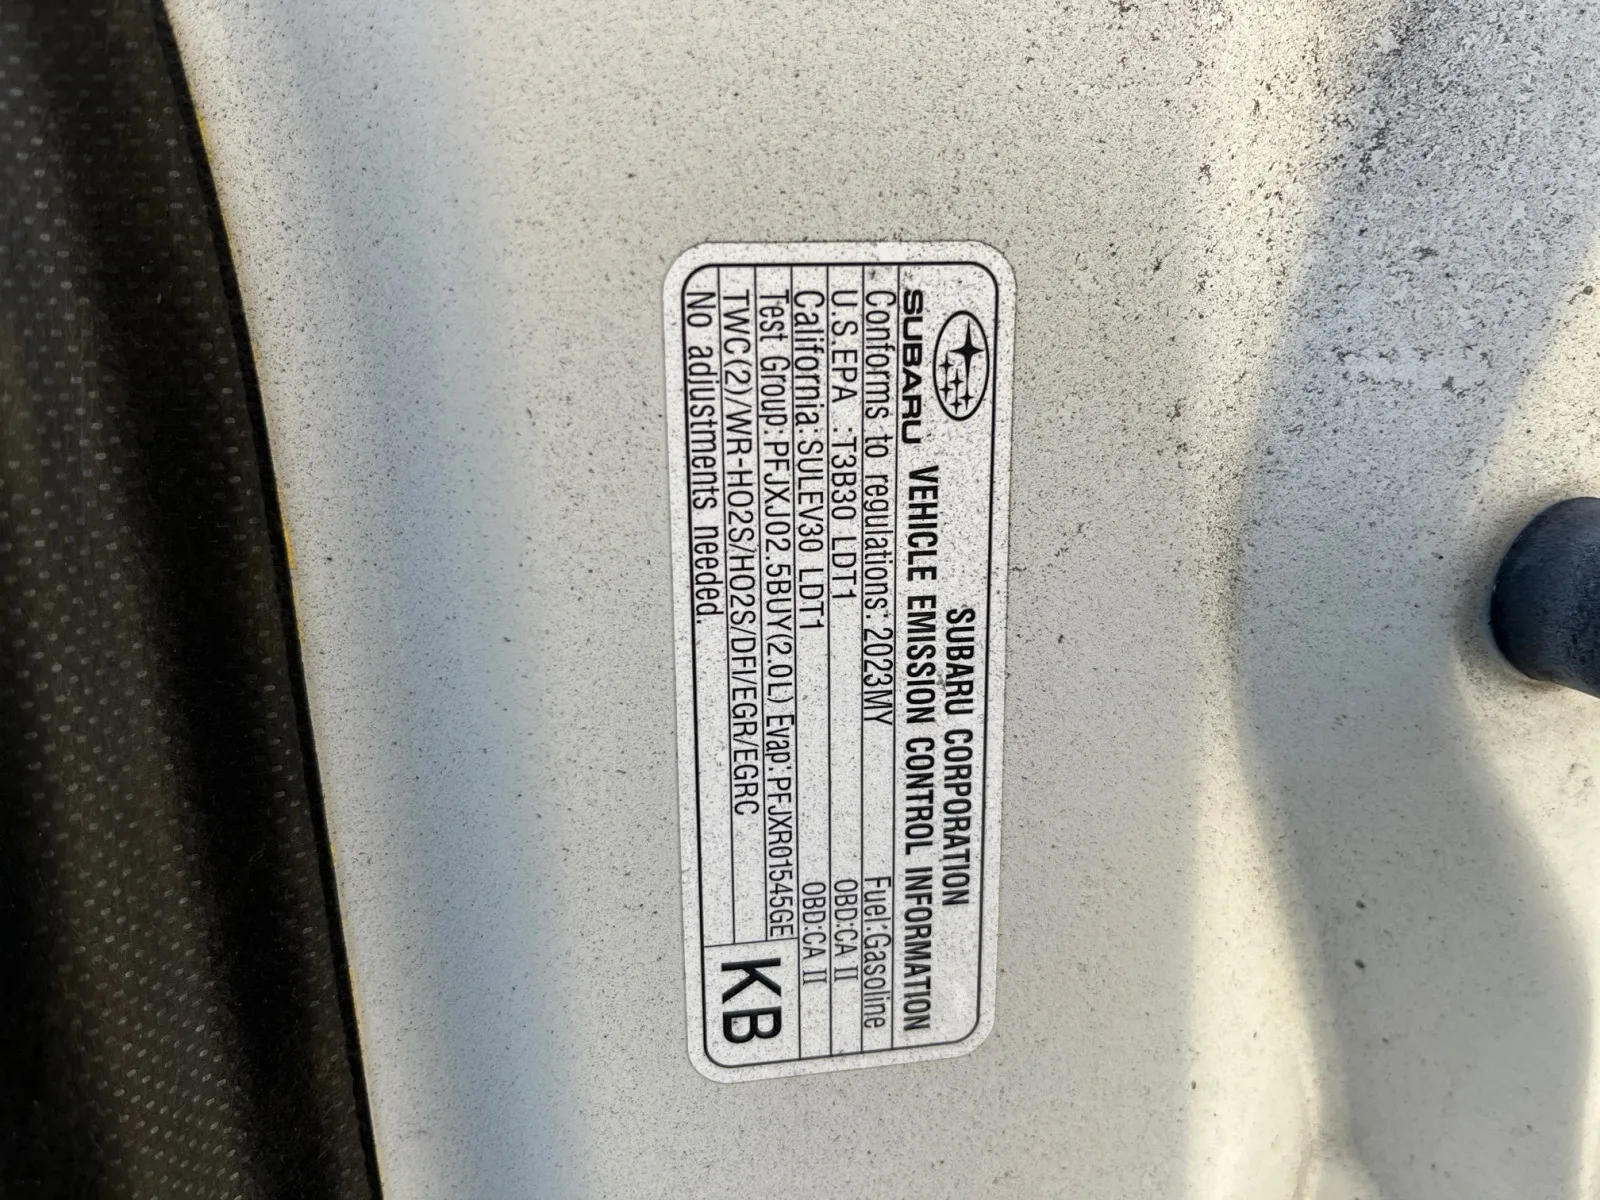 SUBARU CORPORATION
SUBARU VEHICLE EMISSION CONTROL INFORMATION
Conforms to regulations: 2023MY Fuel:Gasoline
U.S.EPA :T3B30 LDT1 OBD:CA II
California:SULEV30 LDT1 OBD:CA II
Test Group:PFJXJ02.5BUY(2.0L) Evap:PFJXR01545GE
TWC(2)/WR-HO2S/HO2S/DFI/EGR/EGRC
No adjustments needed.
KB